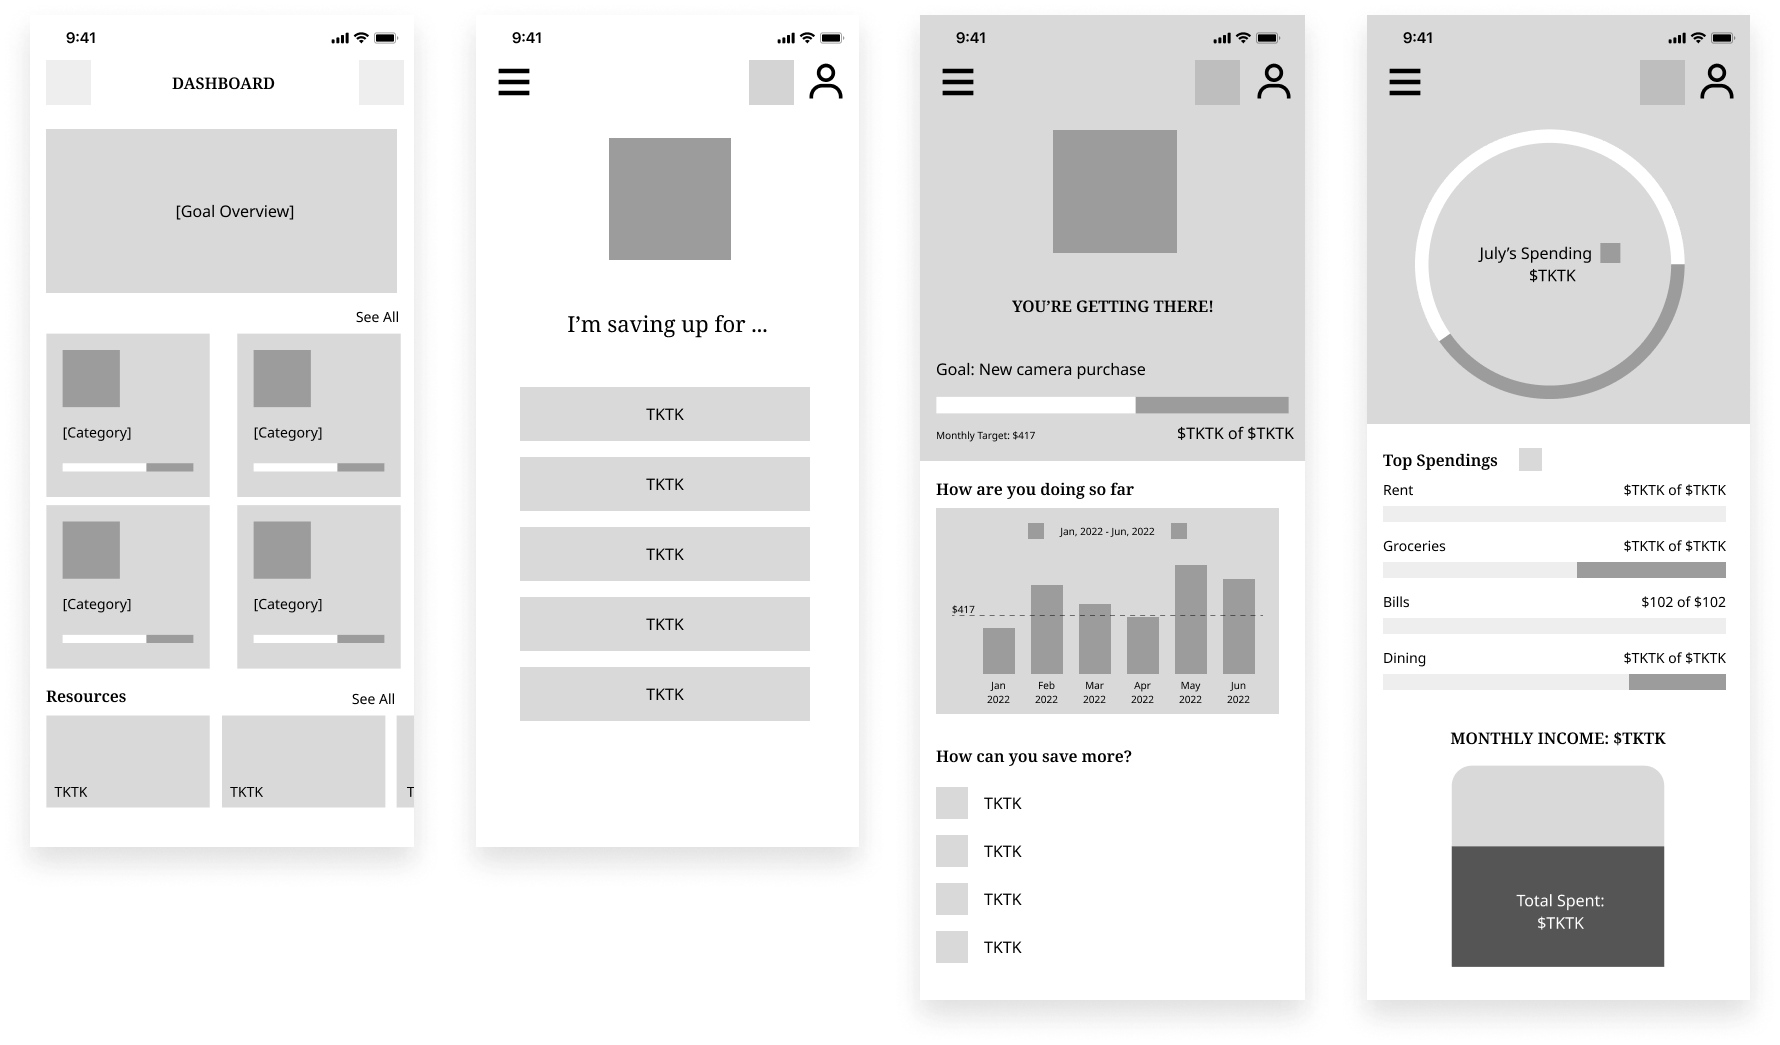 9:41
DASHBOARD
[Goal Overview]
See All
[Category]
[Category]
[Category]
[Category]
Resources
See All
TKTK
TKTK
T
9:41
I’m saving up for ...
TKTK
TKTK
TKTK
TKTK
TKTK
9:41
YOU’RE GETTING THERE!
Goal: New camera purchase
Monthly Target: $417
$TKTK of $TKTK
How are you doing so far
Jan, 2022 - Jun, 2022
$417
Jan Feb Mar Apr May Jun
2022 2022 2022 2022 2022 2022
How can you save more?
TKTK
TKTK
TKTK
TKTK
9:41
July’s Spending
$TKTK
Top Spendings
Rent $TKTK of $TKTK
Groceries $TKTK of $TKTK
Bills $102 of $102
Dining $TKTK of $TKTK
MONTHLY INCOME: $TKTK
Total Spent:
$TKTK